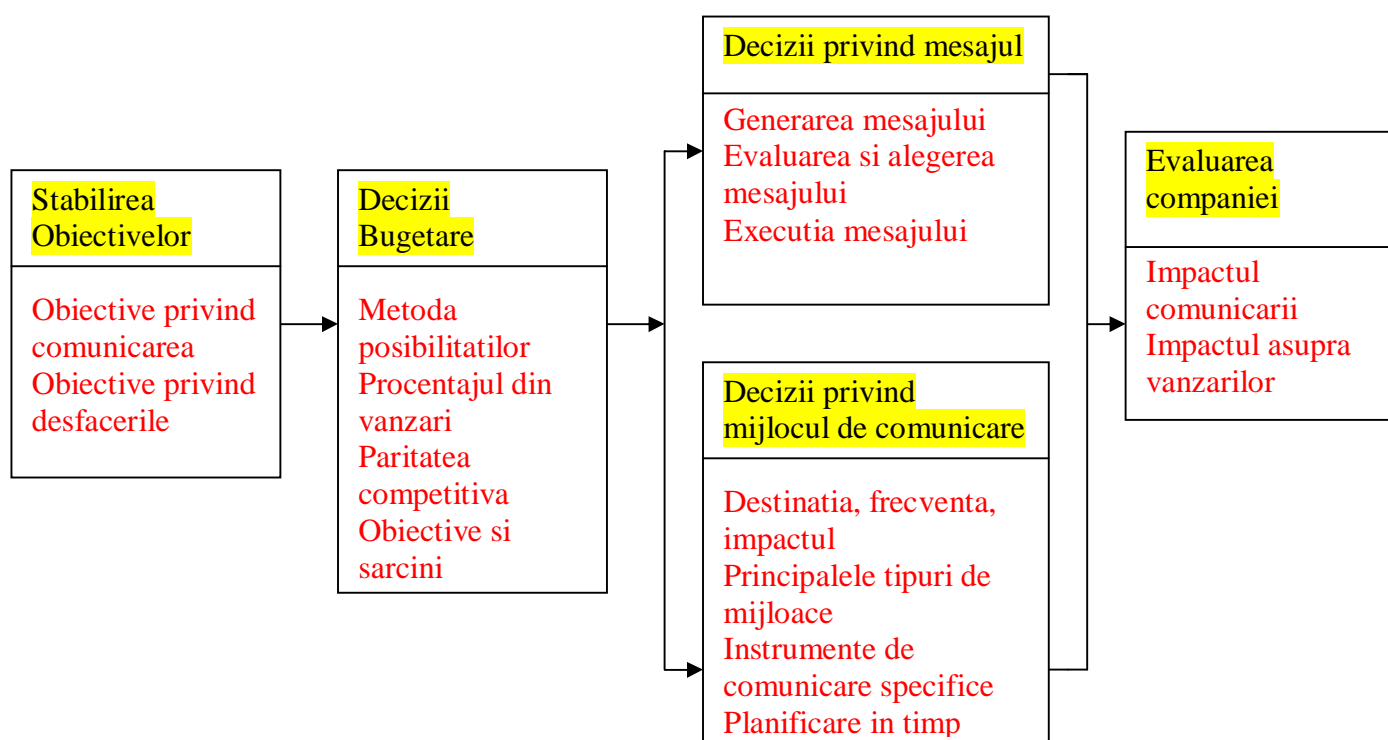 Stabilirea
Obiectivelor
Obiective privind
comunicarea
Obiective privind
desfacerile
Decizii
Bugetare
Metoda
posibilitatilor
Procentajul din
vanzari
Paritatea
competitiva
Obiective si
sarcini
Decizii privind mesajul
Generarea mesajului
Evaluarea si alegerea
mesajului
Executia mesajului
Decizii privind
mijlocul de comunicare
Destinatia, frecventa,
impactul
Principalele tipuri de
mijloace
Instrumente de
comunicare specifice
Planificare in timp
Evaluarea
companiei
Impactul
comunicarii
Impactul asupra
vanzarilor